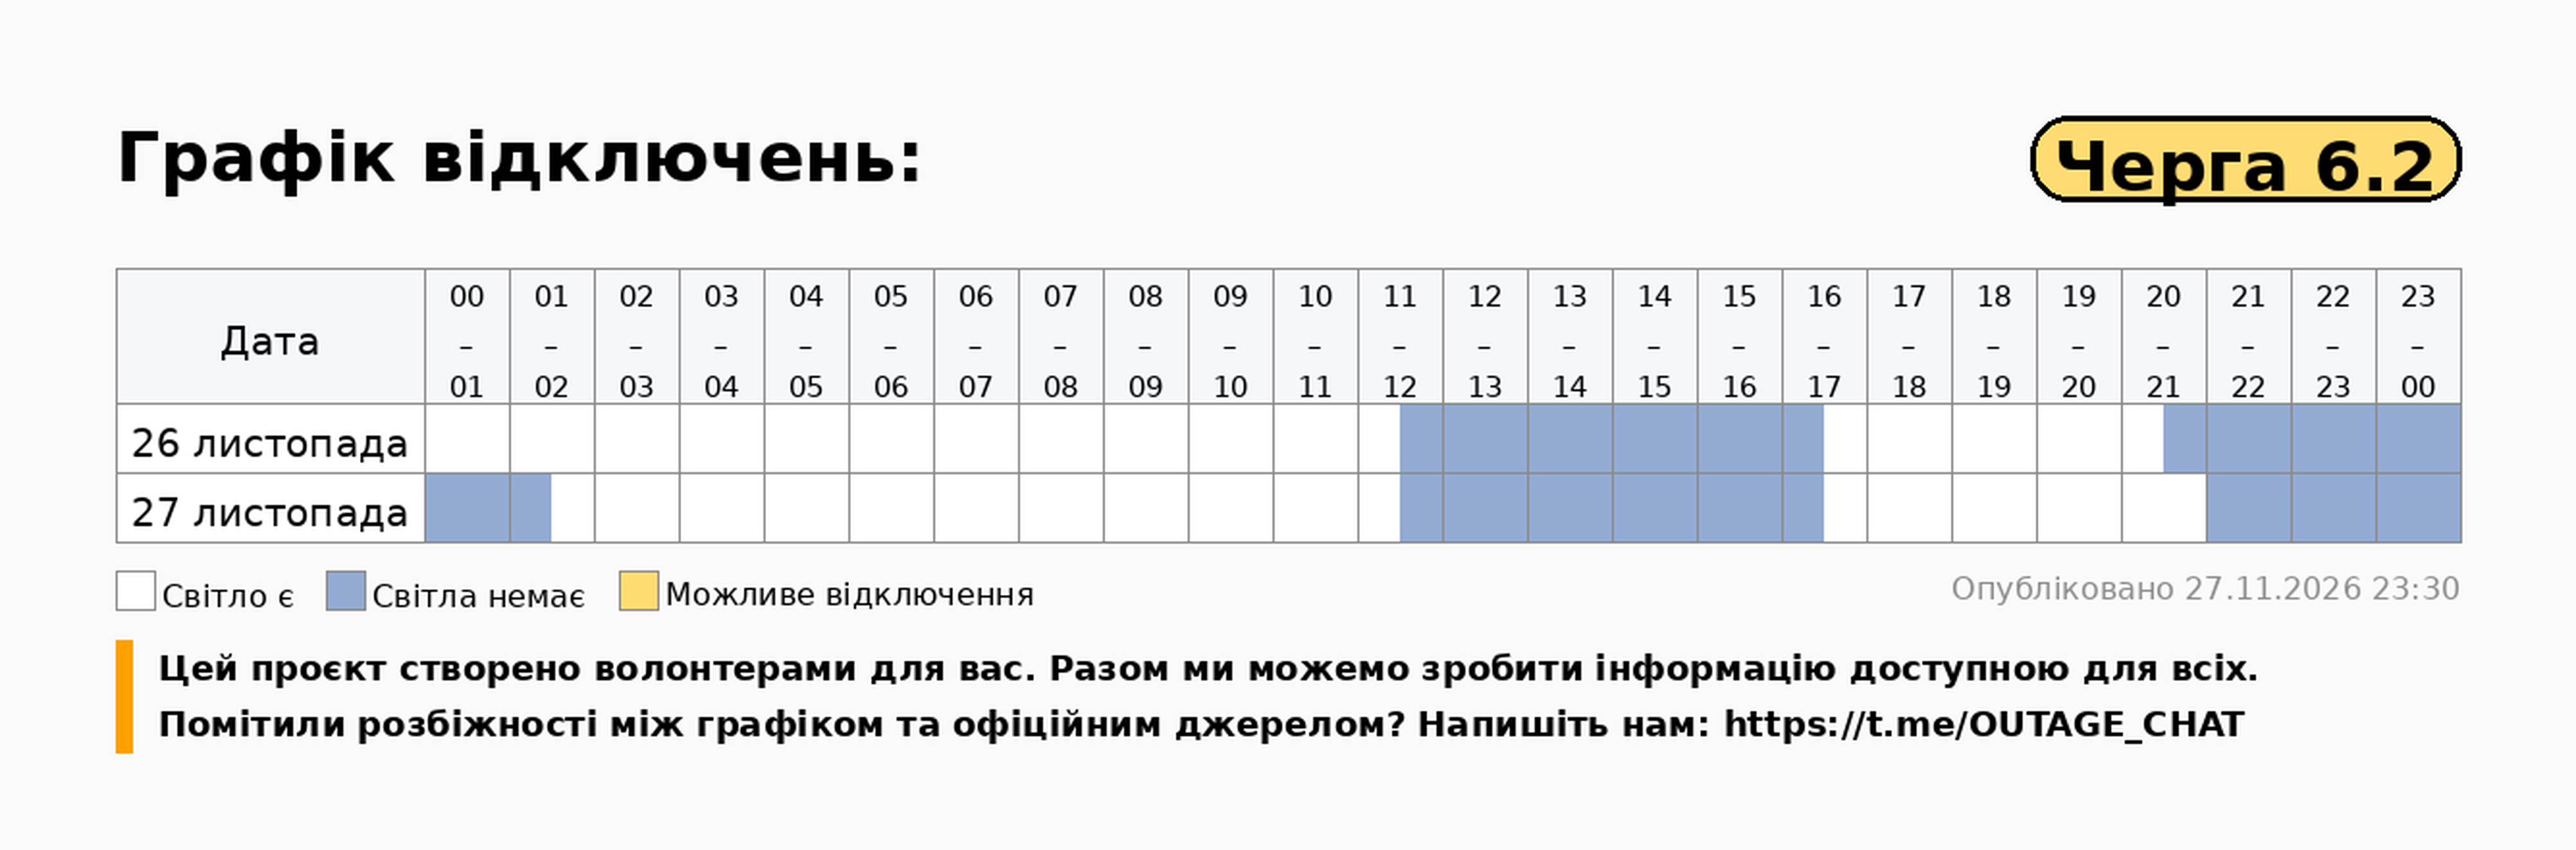 Графік відключень:
Черга 6.2
Дата 00 – 01 01 – 02 02 – 03 03 – 04 04 – 05 05 – 06 06 – 07 07 – 08 08 – 09 09 – 10 10 – 11 11 – 12 12 – 13 13 – 14 14 – 15 15 – 16 16 – 17 17 – 18 18 – 19 19 – 20 20 – 21 21 – 22 22 – 23 23 – 00
26 листопада
27 листопада
Світло є Світла немає Можливе відключення
Опубліковано 27.11.2026 23:30
Цей проєкт створено волонтерами для вас. Разом ми можемо зробити інформацію доступною для всіх.
Помітили розбіжності між графіком та офіційним джерелом? Напишіть нам: https://t.me/OUTAGE_CHAT